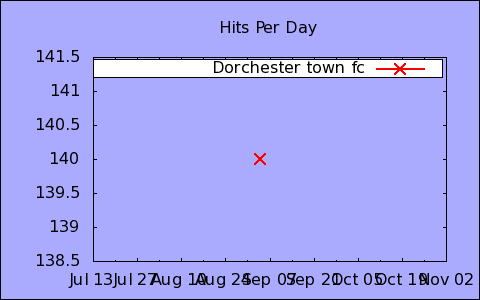 Hits Per Day
Dorchester town fc
141.5
141
140.5
140
139.5
139
138.5
Jul 13 Jul 27 Aug 10 Aug 24 Sep 07 Sep 21 Oct 05 Oct 19 Nov 02